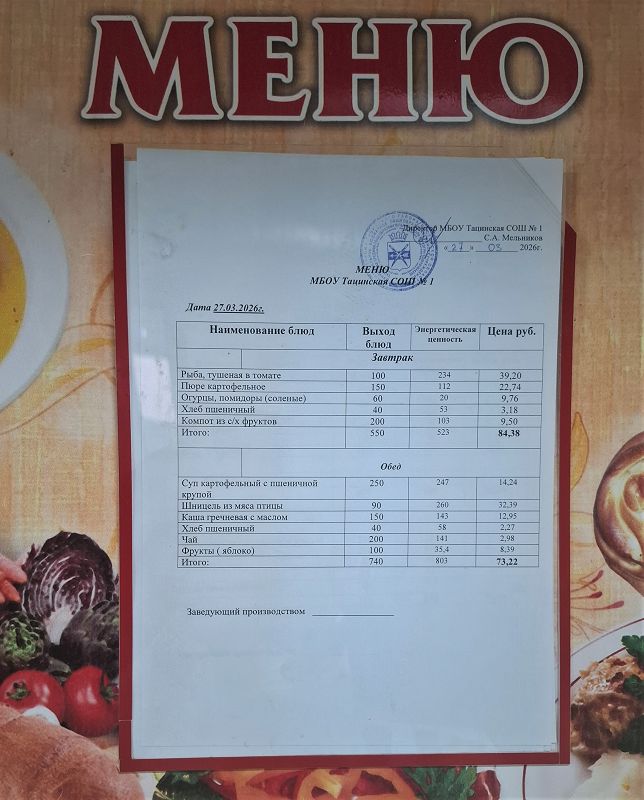 МЕНЮ
Директор МБОУ Тацинская СОШ № 1
С.А. Мельников
« 27 » 03 2026г.
МЕНЮ
МБОУ Тацинская СОШ № 1
Дата 27.03.2026г.
Наименование блюд Выход блюд Энергетическая ценность Цена руб.
Завтрак
Рыба, тушеная в томате 100 234 39,20
Пюре картофельное 150 112 22,74
Огурцы, помидоры (соленые) 60 20 9,76
Хлеб пшеничный 40 53 3,18
Компот из с/х фруктов 200 103 9,50
Итого: 550 523 84,38
Обед
Суп картофельный с пшеничной крупой 250 247 14,24
Шницель из мяса птицы 90 260 32,39
Каша гречневая с маслом 150 143 12,95
Хлеб пшеничный 40 58 2,27
Чай 200 141 2,98
Фрукты ( яблоко) 100 35,4 8,39
Итого: 740 803 73,22
Заведующий производством